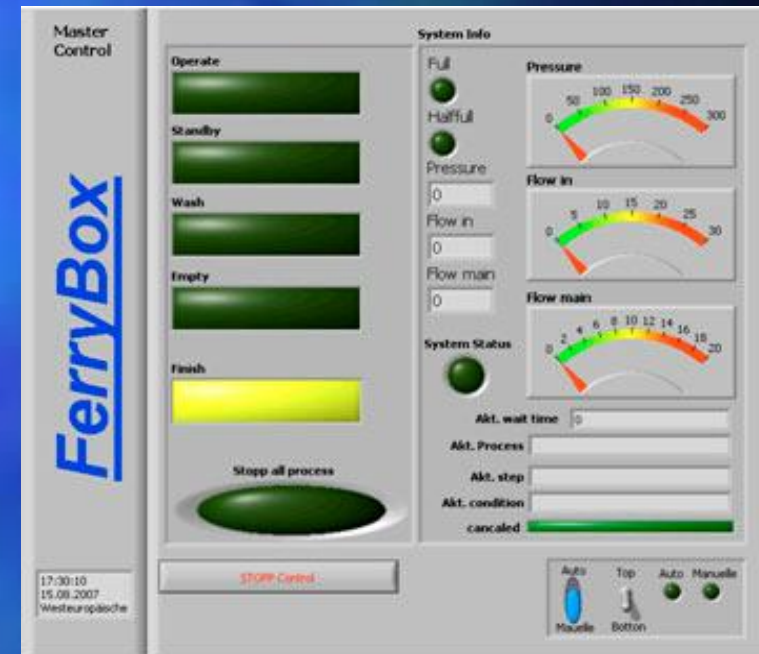 Master
Control
FerryBox
17:30:10
15.08.2007
Westeuropäische
Operate
Standby
Wash
Empty
Finish
Stopp all process
STOPP Control
System Info
Full
Halffull
Pressure
0
Flow in
0
Flow main
0
System Status
Pressure
0 50 100 150 200 250 300
Flow in
0 5 10 15 20 25 30
Flow main
0 2 4 6 8 10 12 14 16 18 20
Akt. wait time 0
Akt. Process
Akt. step
Akt. condition
cancaled
Auto Top Auto Manuelle
Mauelle Botton